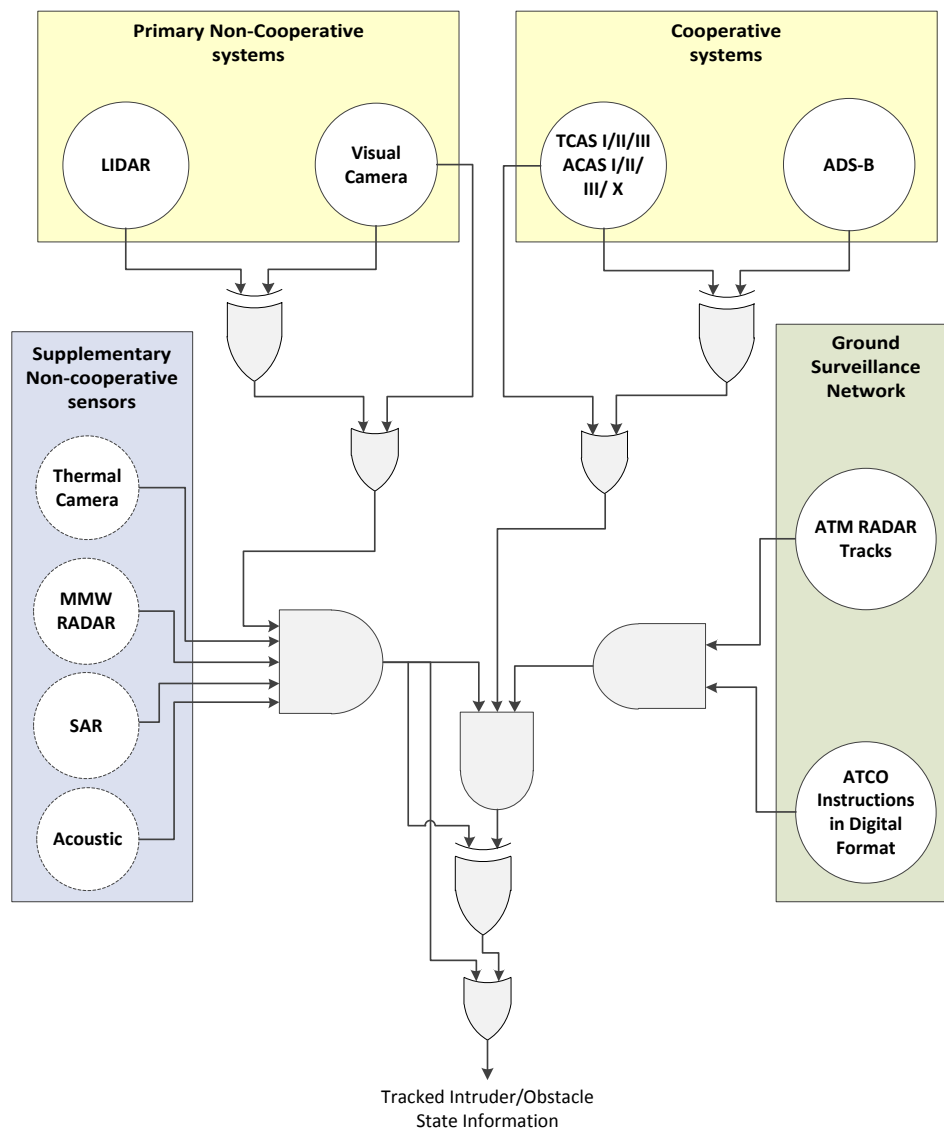 Primary Non-Cooperative
systems
LIDAR
Visual
Camera
Cooperative
systems
TCAS I/II/III
ACAS I/II/
III/ X
ADS-B
Supplementary
Non-cooperative
sensors
Thermal
Camera
MMW
RADAR
SAR
Acoustic
Ground
Surveillance
Network
ATM RADAR
Tracks
ATCO
Instructions
in Digital
Format
Tracked Intruder/Obstacle
State Information